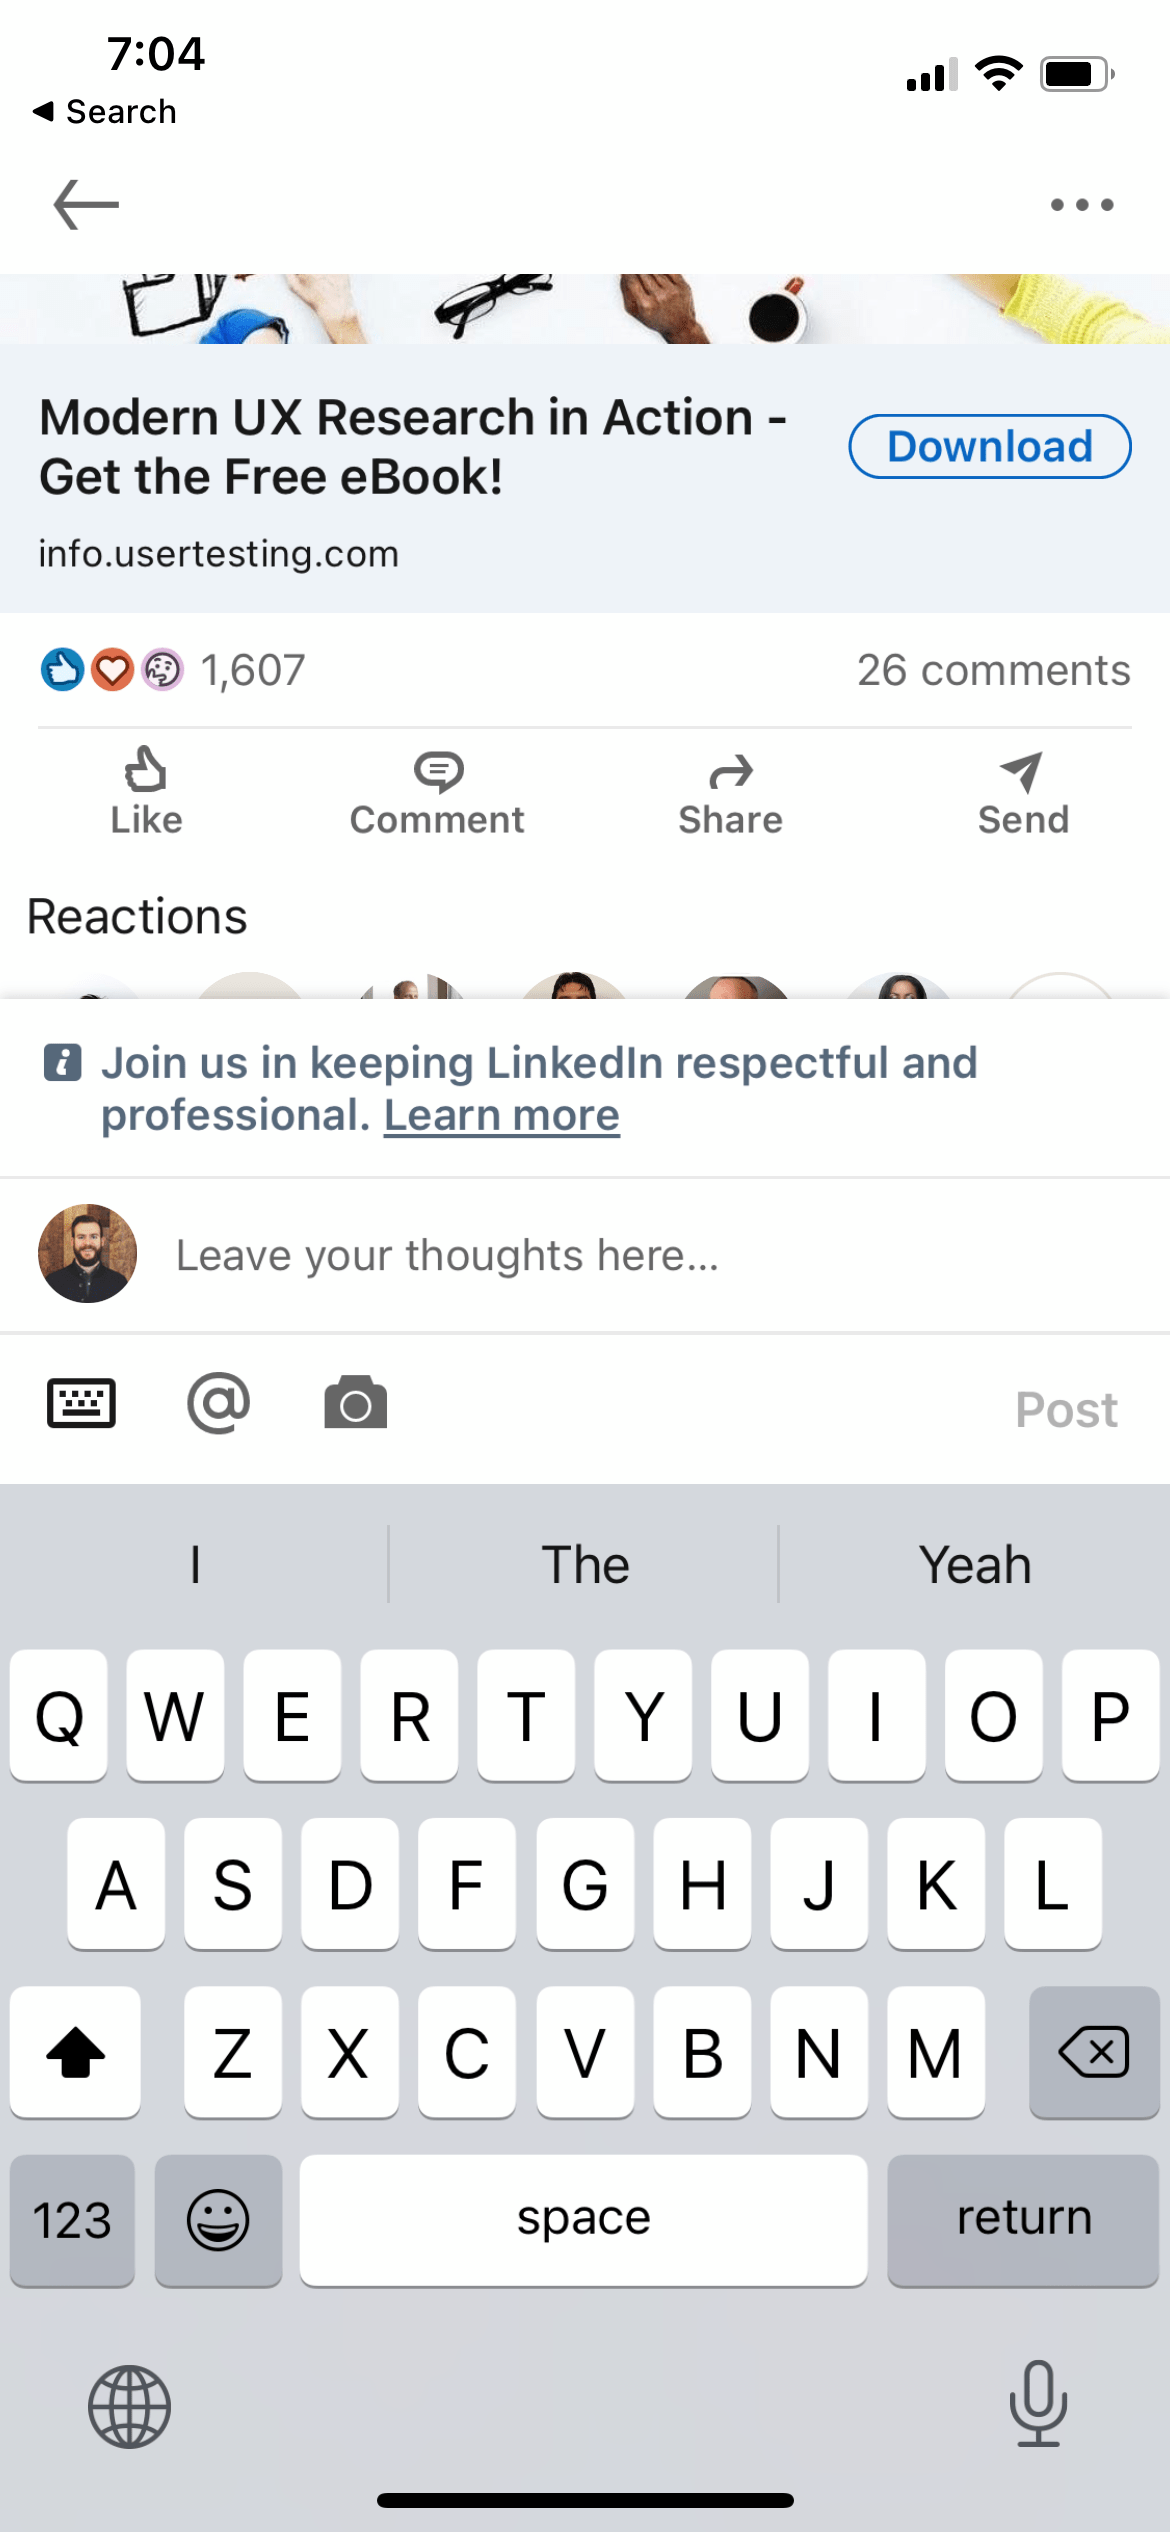 7:04
Search
Modern UX Research in Action -
Get the Free eBook!
Download
info.usertesting.com
1,607
26 comments
Like
Comment
Share
Send
Reactions
Join us in keeping LinkedIn respectful and
professional. Learn more
Leave your thoughts here...
@
Post
I
The
Yeah
Q W E R T Y U I O P
A S D F G H J K L
Z X C V B N M
123
space
return